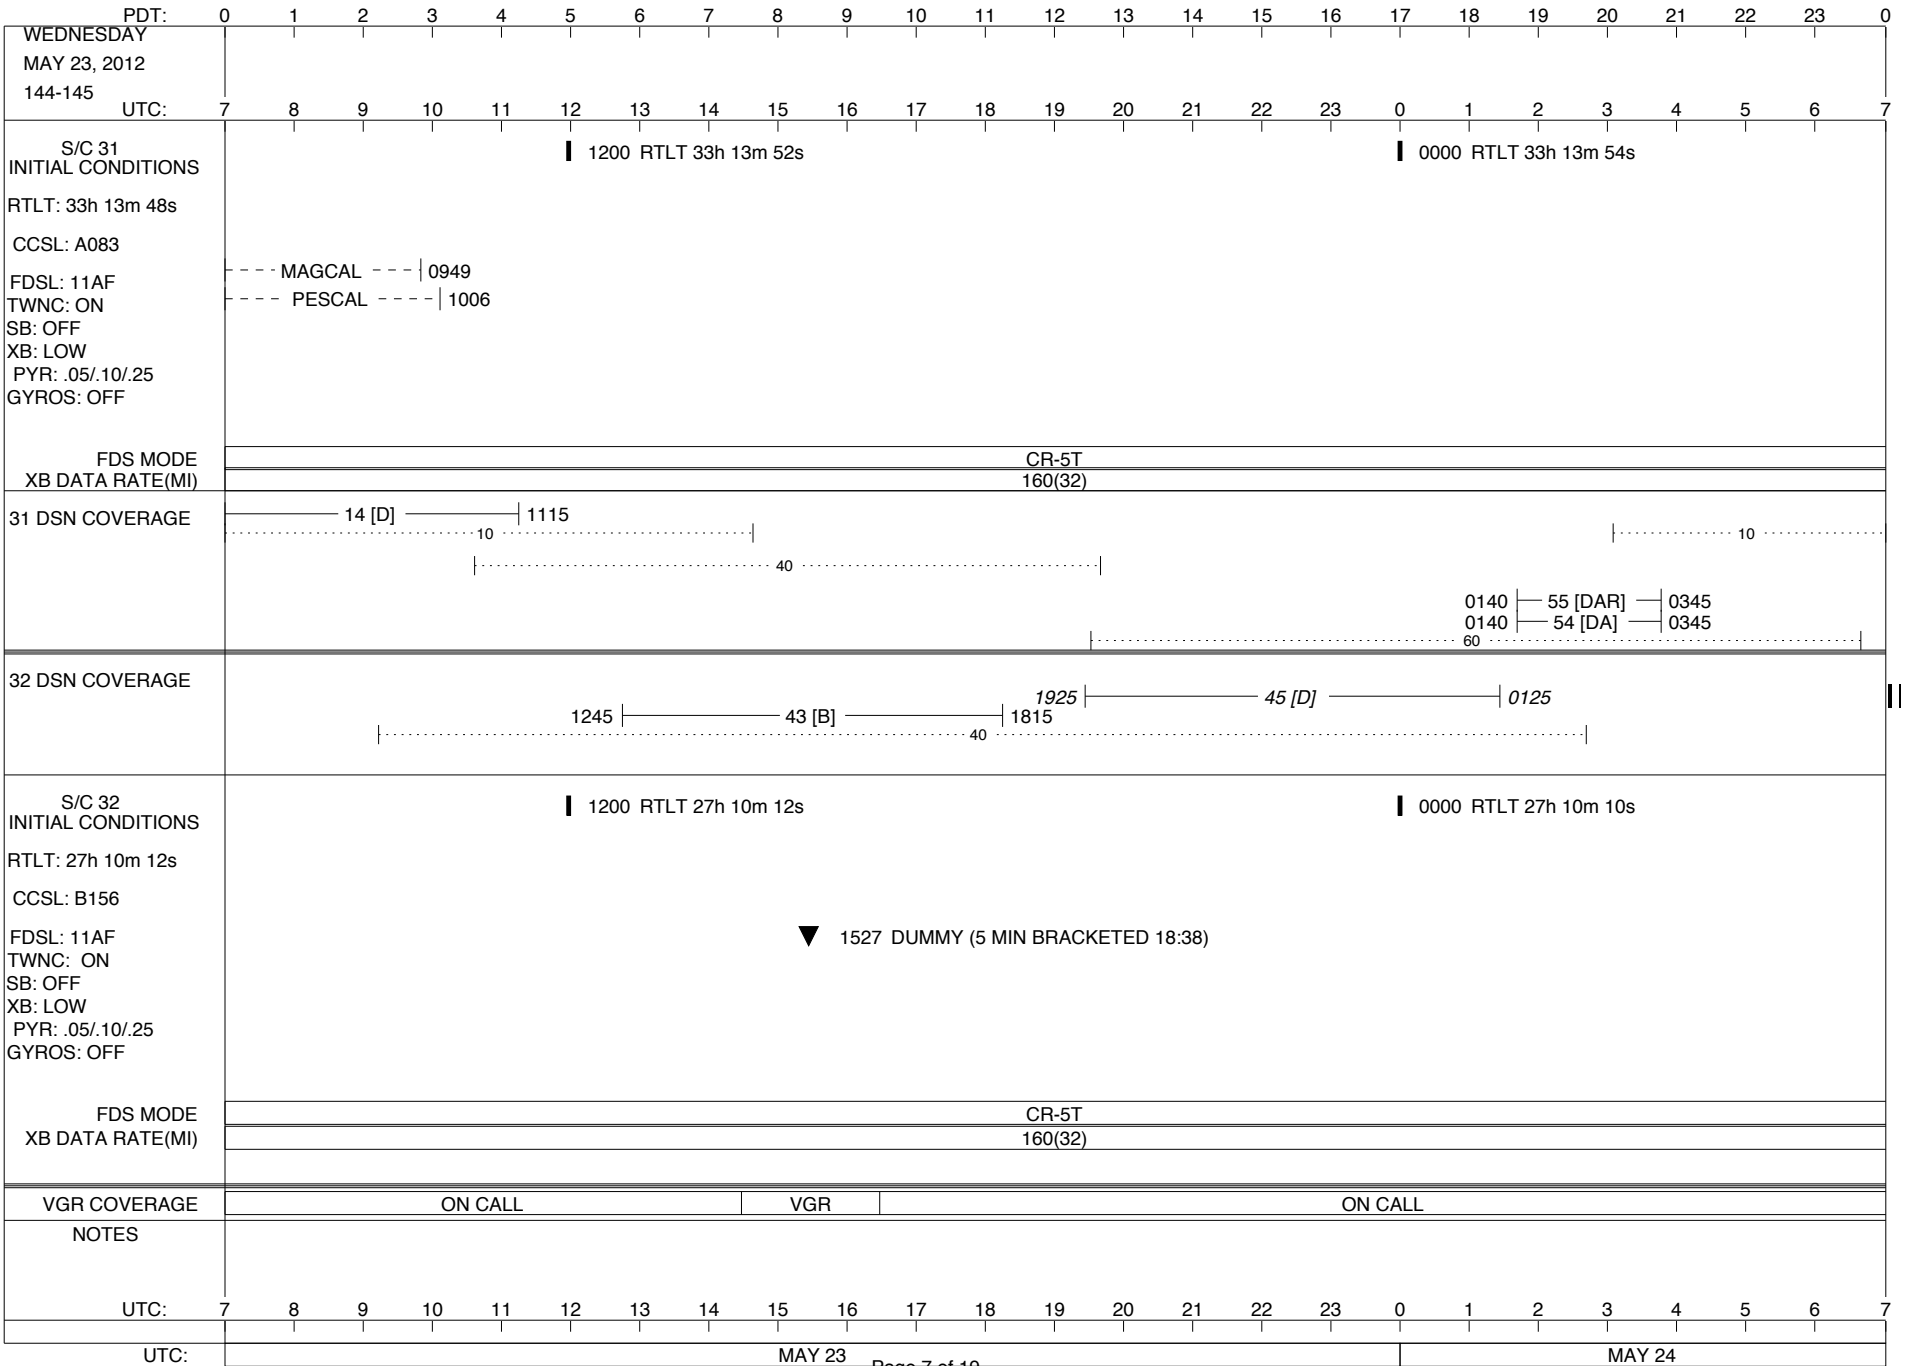 PDT: 0 1 2 3 4 5 6 7 8 9 10 11 12 13 14 15 16 17 18 19 20 21 22 23 0
WEDNESDAY
MAY 23, 2012
144-145
UTC: 7 8 9 10 11 12 13 14 15 16 17 18 19 20 21 22 23 0 1 2 3 4 5 6 7
S/C 31
INITIAL CONDITIONS
1200 RTLT 33h 13m 52s
0000 RTLT 33h 13m 54s
RTLT: 33h 13m 48s
CCSL: A083
MAGCAL 0949
FDSL: 11AF
PESCAL 1006
TWNC: ON
SB: OFF
XB: LOW
PYR: .05/.10/.25
GYROS: OFF
FDS MODE CR-5T
XB DATA RATE(MI) 160(32)
31 DSN COVERAGE
14 [D] 1115
10 10
40
0140 55 [DAR] 0345
0140 54 [DA] 0345
60
32 DSN COVERAGE
1925 45 [D] 0125
1245 43 [B] 1815
40
S/C 32
INITIAL CONDITIONS
1200 RTLT 27h 10m 12s
0000 RTLT 27h 10m 10s
RTLT: 27h 10m 12s
CCSL: B156
FDSL: 11AF
1527 DUMMY (5 MIN BRACKETED 18:38)
TWNC: ON
SB: OFF
XB: LOW
PYR: .05/.10/.25
GYROS: OFF
FDS MODE CR-5T
XB DATA RATE(MI) 160(32)
VGR COVERAGE ON CALL VGR ON CALL
NOTES
UTC: 7 8 9 10 11 12 13 14 15 16 17 18 19 20 21 22 23 0 1 2 3 4 5 6 7
UTC: MAY 23 MAY 24
Page 7 of 10